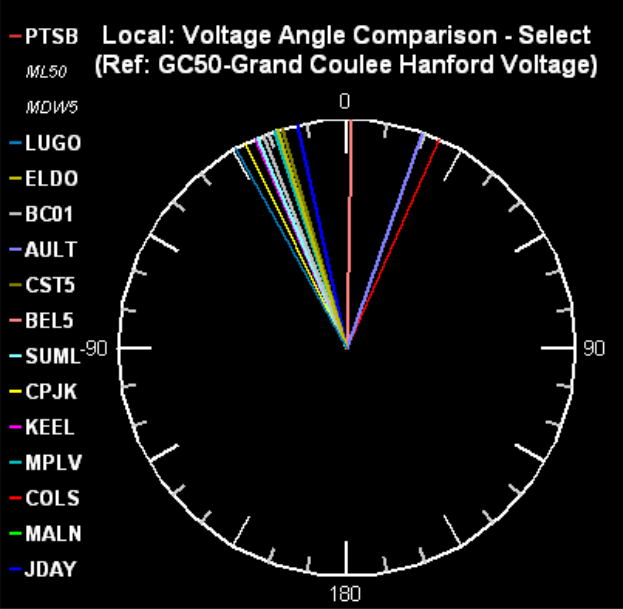 Local: Voltage Angle Comparison - Select
(Ref: GC50-Grand Coulee Hanford Voltage)
PTSB
ML50
MDW5
LUGO
ELDO
BC01
AULT
CST5
BEL5
SUML
CPJK
KEEL
MPLV
COLS
MALN
JDAY
0
-90
90
180